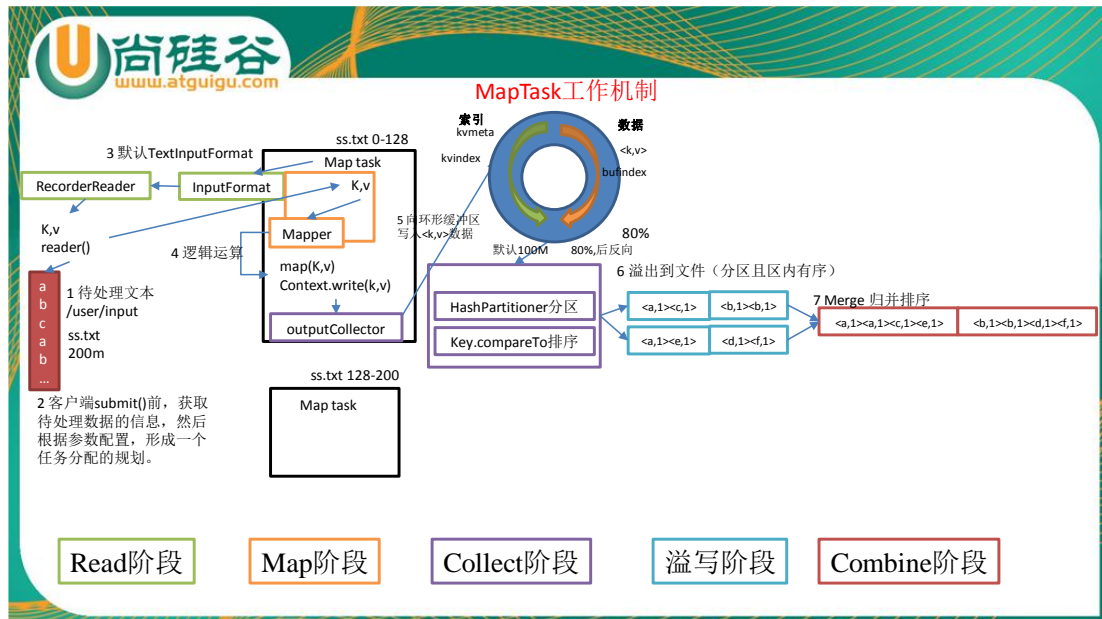 尚硅谷
www.atguigu.com
MapTask工作机制
3 默认TextInputFormat
RecorderReader
InputFormat
K,v
reader()
a
b
c
a
b
…
1 待处理文本
/user/input
ss.txt
200m
2 客户端submit()前，获取
待处理数据的信息，然后
根据参数配置，形成一个
任务分配的规划。
ss.txt 0-128
Map task
K,v
Mapper
4 逻辑运算
map(K,v)
Context.write(k,v)
outputCollector
ss.txt 128-200
Map task
索引
kvmeta
kvindex
数据
<k,v>
bufindex
5 向环形缓冲区
写入<k,v>数据
80%
默认100M
80%,后反向
HashPartitioner分区
Key.compareTo排序
6 溢出到文件（分区且区内有序）
<a,1><c,1>
<b,1><b,1>
<a,1><e,1>
<d,1><f,1>
7 Merge 归并排序
<a,1><a,1><c,1><e,1>
<b,1><b,1><d,1><f,1>
Read阶段
Map阶段
Collect阶段
溢写阶段
Combine阶段